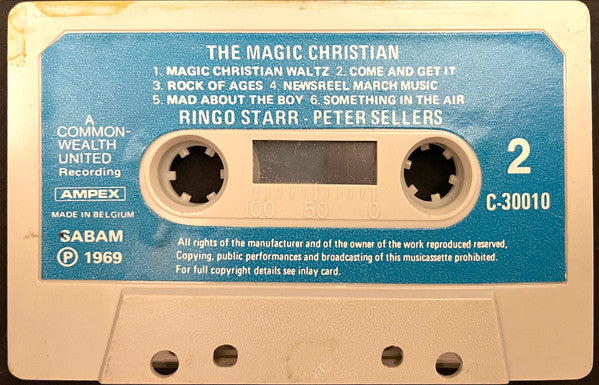 THE MAGIC CHRISTIAN
1. MAGIC CHRISTIAN WALTZ 2. COME AND GET IT
3. ROCK OF AGES 4. NEWSREEL MARCH MUSIC
5. MAD ABOUT THE BOY 6. SOMETHING IN THE AIR
RINGO STARR - PETER SELLERS
A
COMMON-
WEALTH
UNITED
Recording
AMPEX
MADE IN BELGIUM
SABAM
Ⓟ 1969
100 50 0
2
C-30010
All rights of the manufacturer and of the owner of the work reproduced reserved,
Copying, public performances and broadcasting of this musicassette prohibited.
For full copyright details see inlay card.